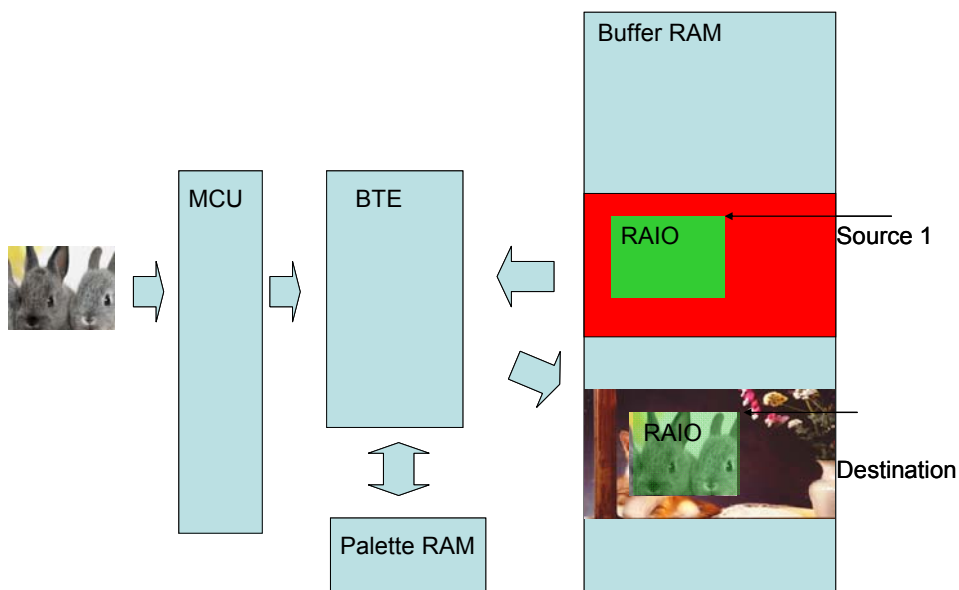 Buffer RAM
MCU
BTE
RAIO
Source 1
RAIO
Destination
Palette RAM